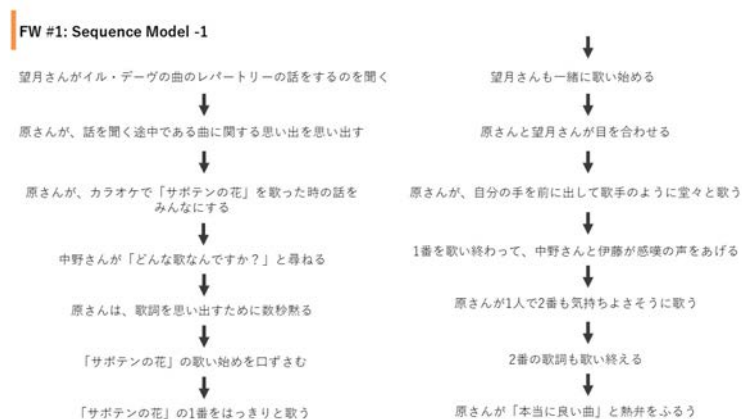 FW #1: Sequence Model -1
望月さんがイル・デーヴの曲のレパートリーの話をするのを聞く
原さんが、話を聞く途中である曲に関する思い出を思い出す
原さんが、カラオケで「サボテンの花」を歌った時の話を
みんなにする
中野さんが「どんな歌なんですか？」と尋ねる
原さんは、歌詞を思い出すために数秒黙る
「サボテンの花」の歌い始めを口ずさむ
「サボテンの花」の1番をはっきりと歌う
望月さんも一緒に歌い始める
原さんと望月さんが目を合わせる
原さんが、自分の手を前に出して歌手のように堂々と歌う
1番を歌い終わって、中野さんと伊藤が感嘆の声をあげる
原さんが1人で2番も気持ちよさそうに歌う
2番の歌詞も歌い終える
原さんが「本当に良い曲」と熱弁をふるう